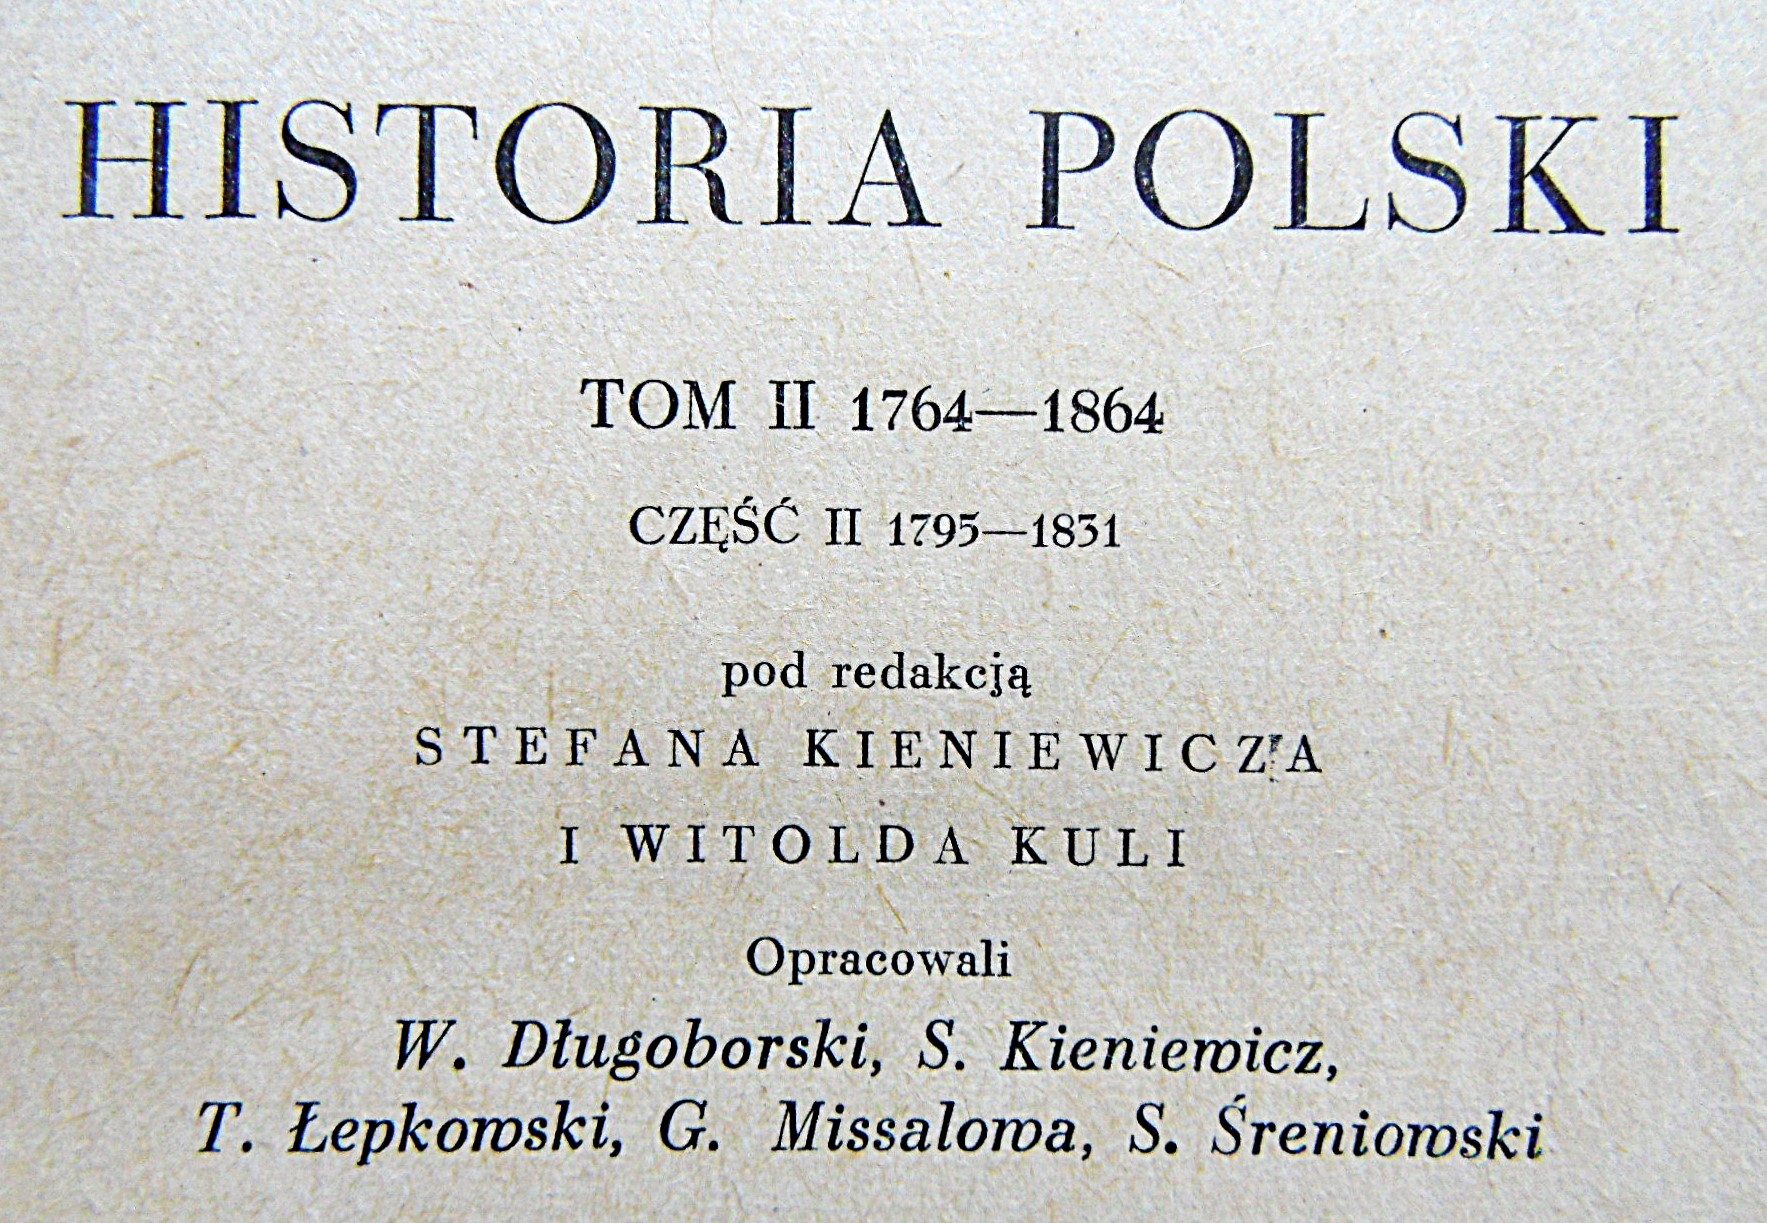 HISTORIA POLSKI
TOM II 1764—1864
CZĘŚĆ II 1795—1831
pod redakcją
STEFANA KIENIEWICZA
I WITOLDA KULI
Opracowali
W. Długoborski, S. Kieniewicz,
T. Łepkowski, G. Missalowa, S. Śreniowski